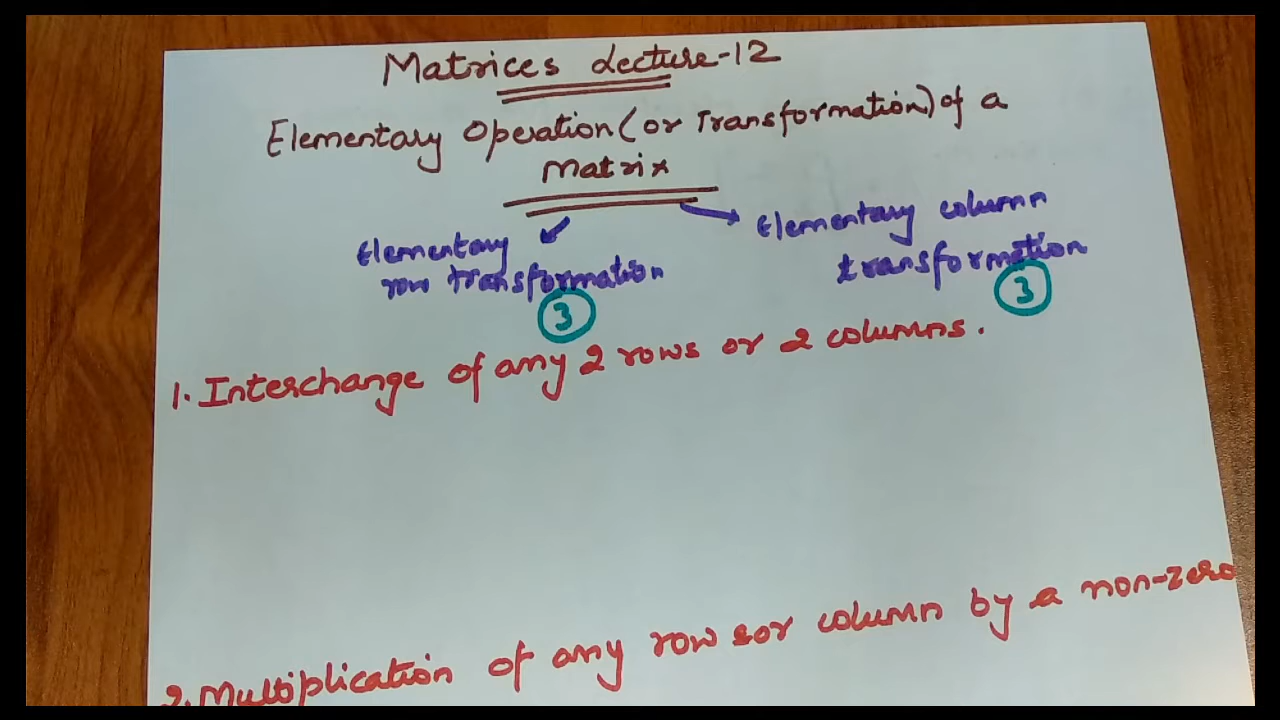 Matrices Lecture-12
Elementary Operation (or Transformation) of a
Matrix
Elementary row transformation
3
Elementary column transformation
3
1. Interchange of any 2 rows or 2 columns.
2. Multiplication of any row or column by a non-zero